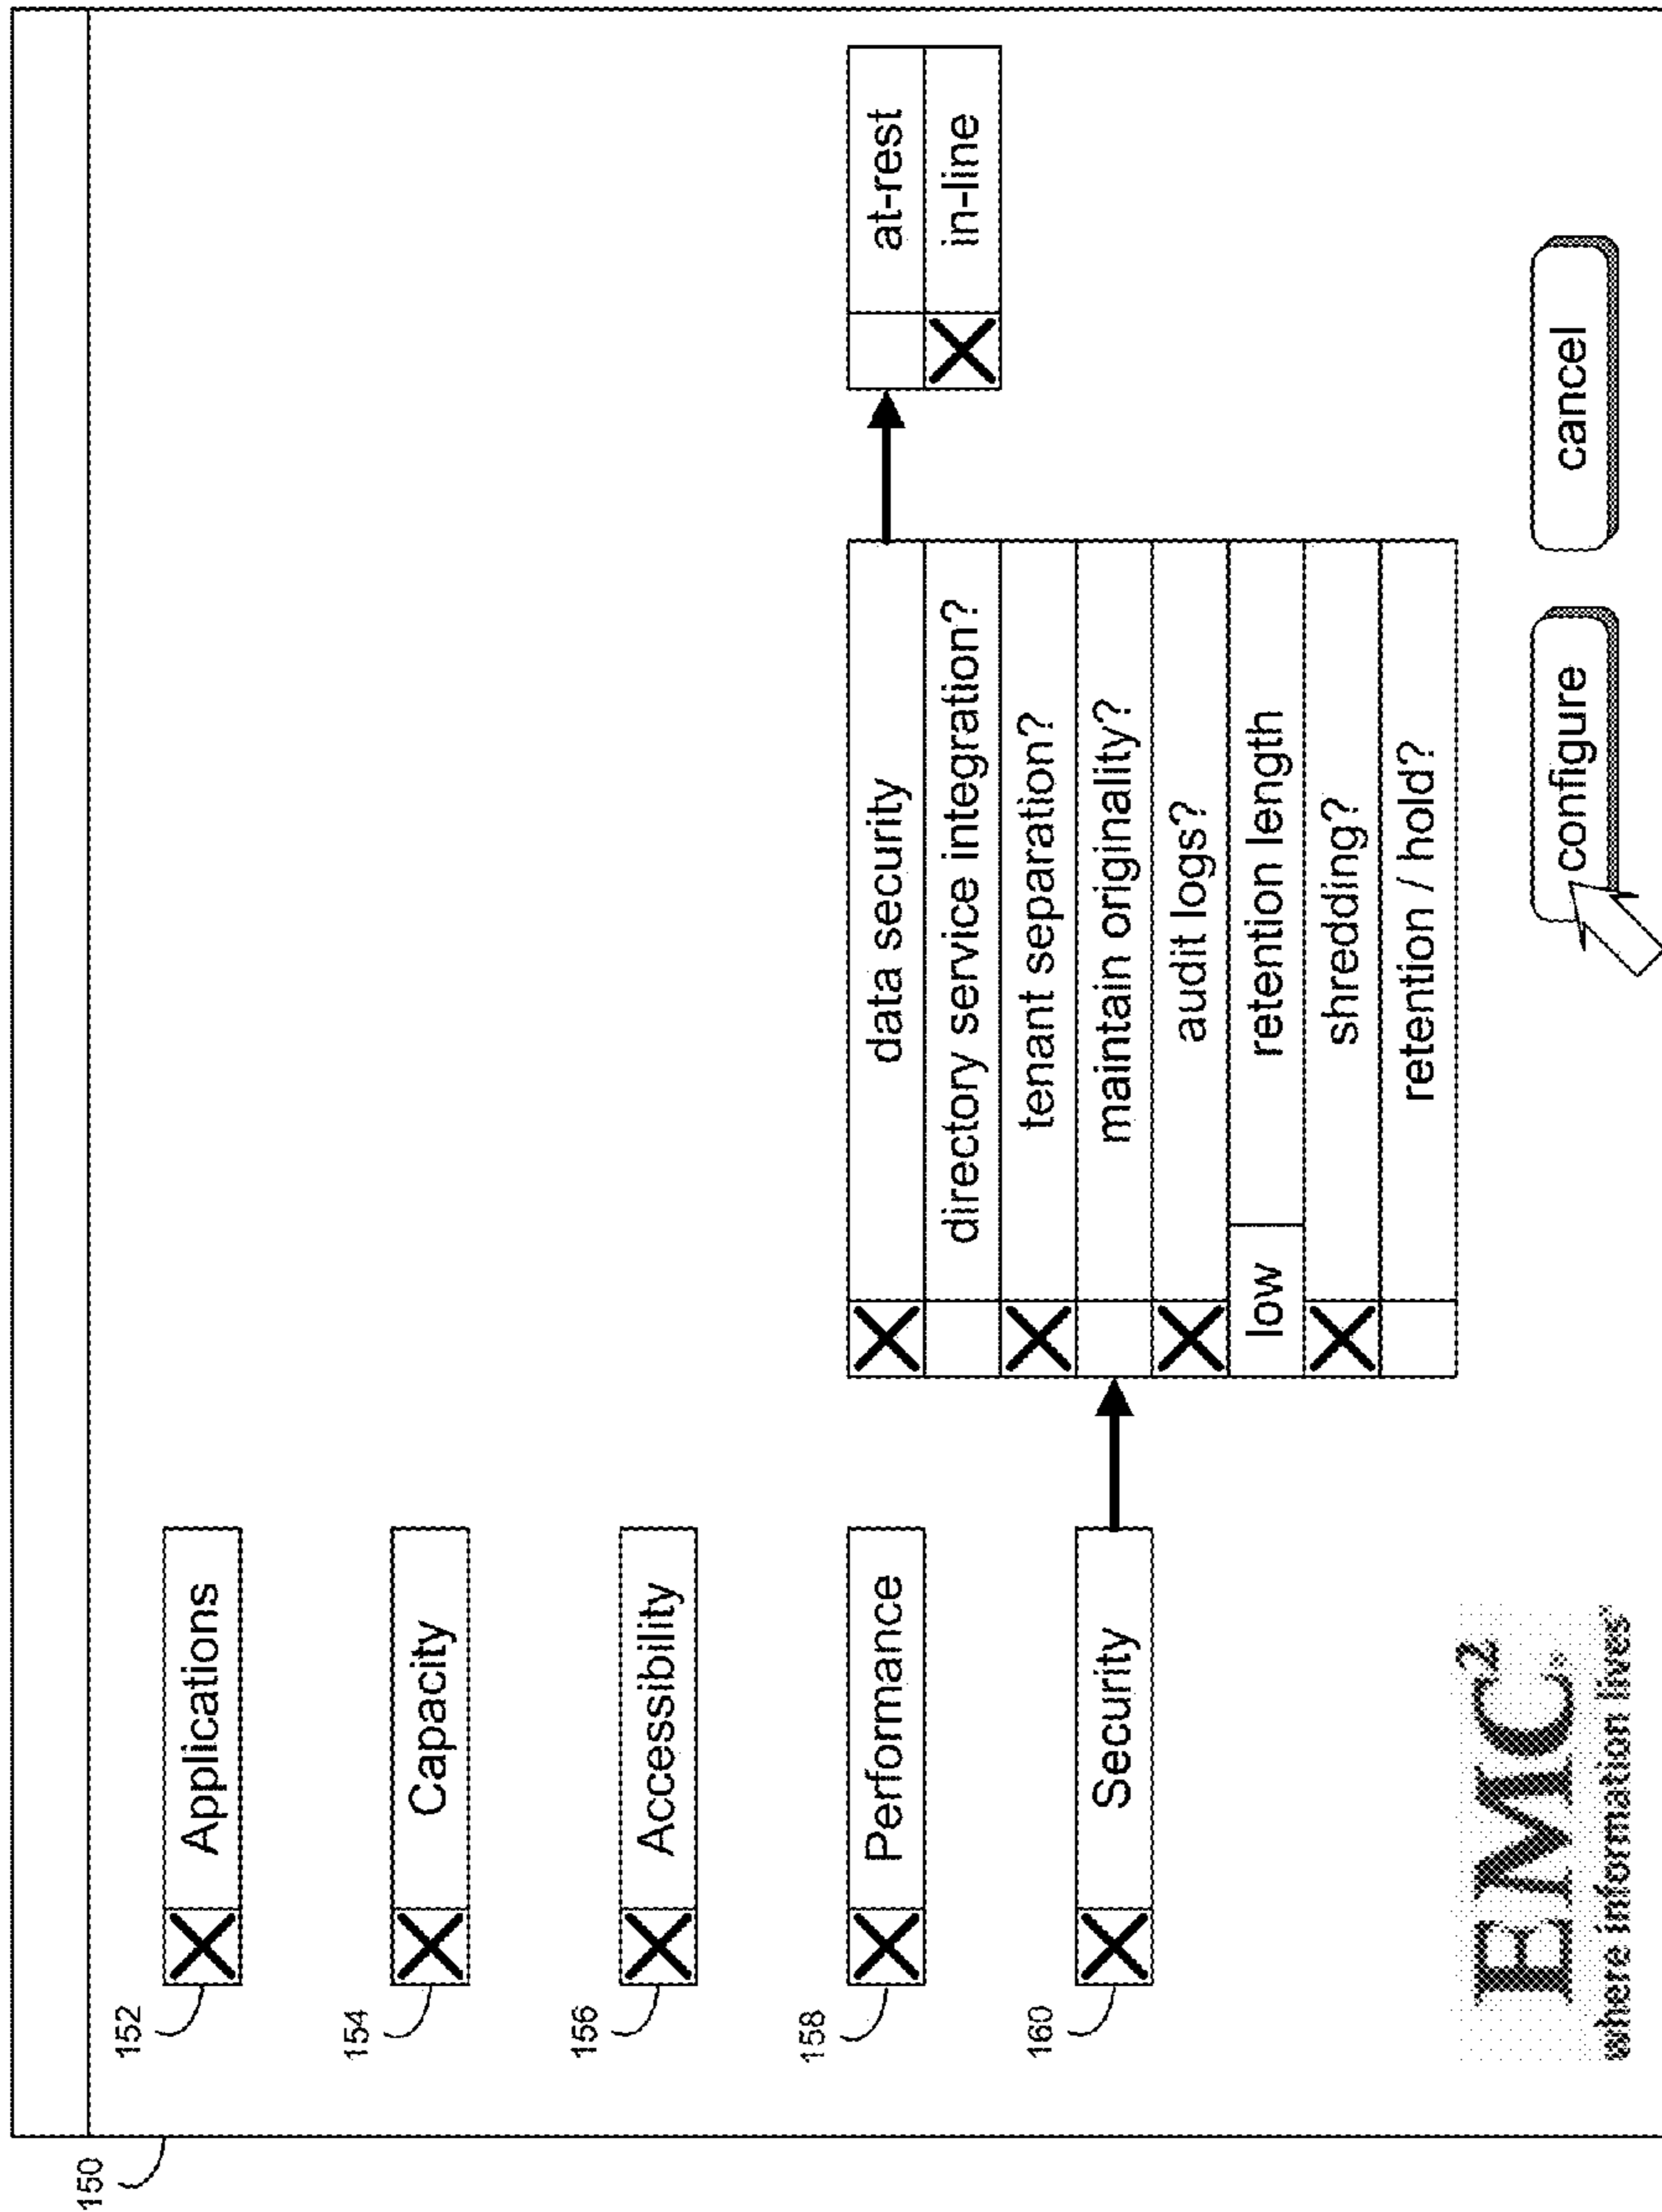 150
152
Applications
154
Capacity
156
Accessibility
158
Performance
160
Security
data security
directory service integration?
tenant separation?
maintain originality?
audit logs?
low retention length
shredding?
retention / hold?
at-rest
in-line
EMC²
where information lives
configure
cancel